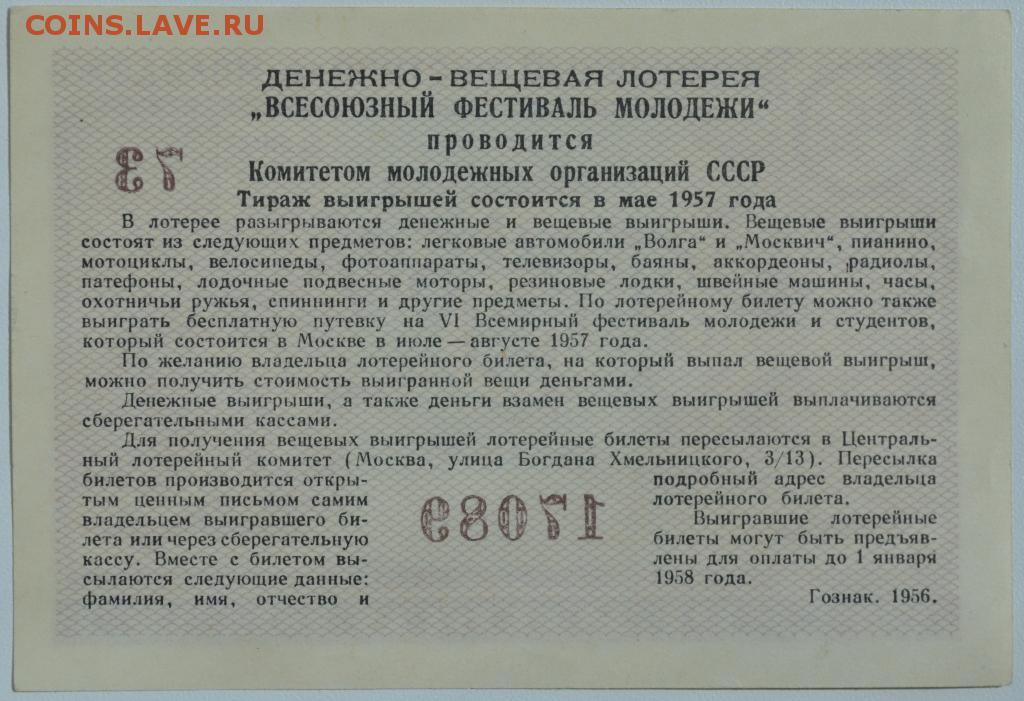 COINS.LAVE.RU
ДЕНЕЖНО-ВЕЩЕВАЯ ЛОТЕРЕЯ
„ВСЕСОЮЗНЫЙ ФЕСТИВАЛЬ МОЛОДЕЖИ“
проводится
73
Комитетом молодежных организаций СССР
Тираж выигрышей состоится в мае 1957 года
В лотерее разыгрываются денежные и вещевые выигрыши. Вещевые выигрыши
состоят из следующих предметов: легковые автомобили „Волга“ и „Москвич“, пианино,
мотоциклы, велосипеды, фотоаппараты, телевизоры, баяны, аккордеоны, радиолы,
патефоны, лодочные подвесные моторы, резиновые лодки, швейные машины, часы,
охотничьи ружья, спиннинги и другие предметы. По лотерейному билету можно также
выиграть бесплатную путевку на VI Всемирный фестиваль молодежи и студентов,
который состоится в Москве в июле—августе 1957 года.
По желанию владельца лотерейного билета, на который выпал вещевой выигрыш,
можно получить стоимость выигранной вещи деньгами.
Денежные выигрыши, а также деньги взамен вещевых выигрышей выплачиваются
сберегательными кассами.
Для получения вещевых выигрышей лотерейные билеты пересылаются в Централь-
ный лотерейный комитет (Москва, улица Богдана Хмельницкого, 3/13). Пересылка
билетов производится откры-
тым ценным письмом самим
владельцем выигравшего би-
лета или через сберегательную
кассу. Вместе с билетом вы-
сылаются следующие данные:
фамилия, имя, отчество и
17089
подробный адрес владельца
лотерейного билета.
Выигравшие лотерейные
билеты могут быть предъяв-
лены для оплаты до 1 января
1958 года.
Гознак. 1956.